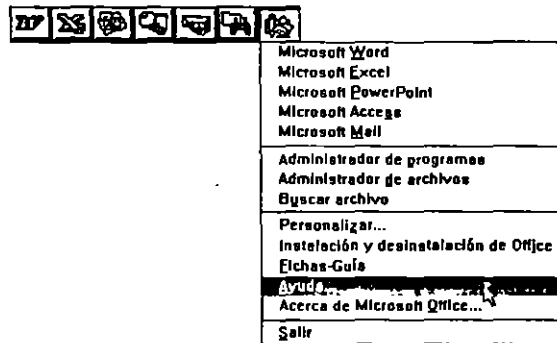 Microsoft Word
Microsoft Excel
Microsoft PowerPoint
Microsoft Access
Microsoft Mail
Administrador de programas
Administrador de archivos
Buscar archivo
Personalizar...
Instalación y desinstalación de Office
Fichas-Guía
Ayuda
Acerca de Microsoft Office...
Salir